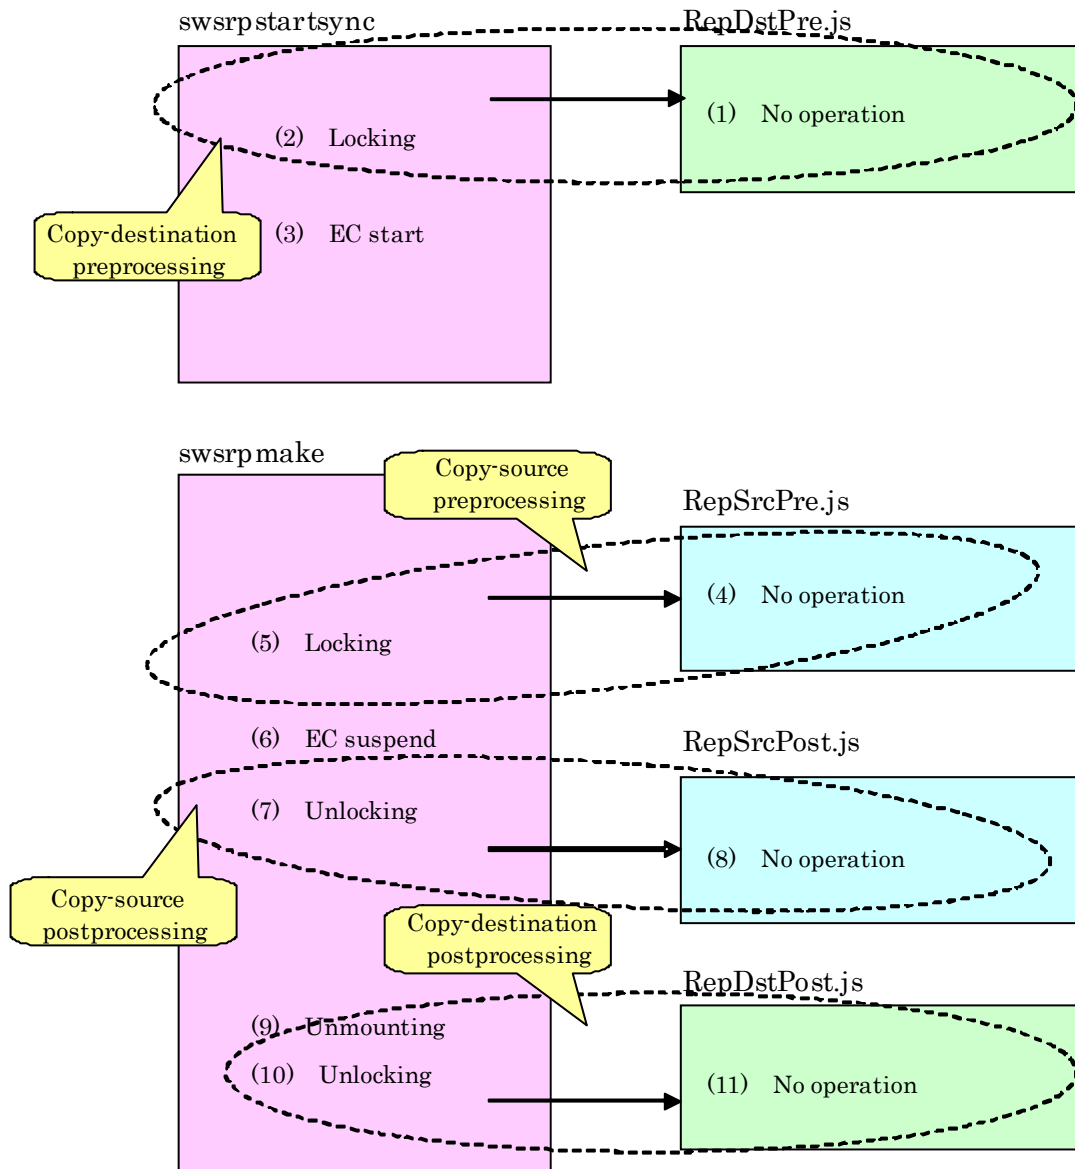 swsrpstartsync
RepDstPre.js
(1) No operation
(2) Locking
Copy-destination
preprocessing
(3) EC start
swsrpmake
Copy-source
preprocessing
RepSrcPre.js
(4) No operation
(5) Locking
(6) EC suspend
RepSrcPost.js
(7) Unlocking
(8) No operation
Copy-source
postprocessing
Copy-destination
postprocessing
RepDstPost.js
(9) Unmounting
(10) Unlocking
(11) No operation